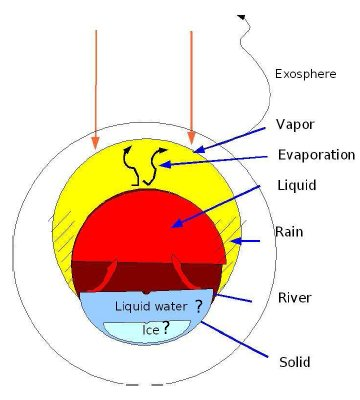 Exosphere
Vapor
Evaporation
Liquid
Rain
River
Liquid water ?
Ice ?
Solid